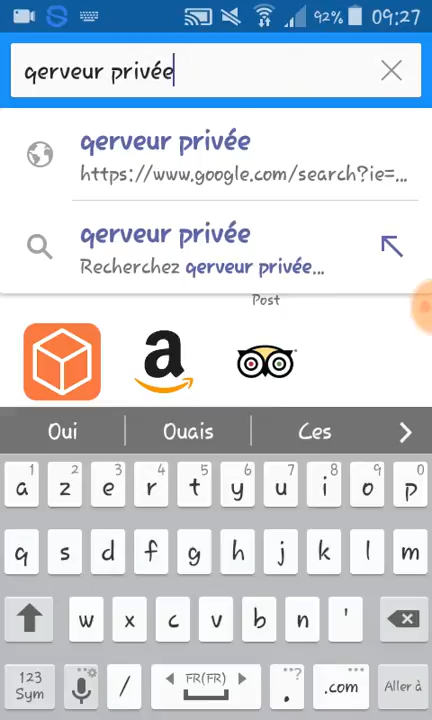 92% 09:27
qerveur privée
qerveur privée
https://www.google.com/search?ie=...
qerveur privée
Recherchez qerveur privée...
Post
a
Oui Ouais Ces
1 2 3 4 5 6 7 8 9 0
a z e r t y u i o p
q s d f g h j k l m
w x c v b n '
123 Sym / FR(FR) ...? . .com Aller à